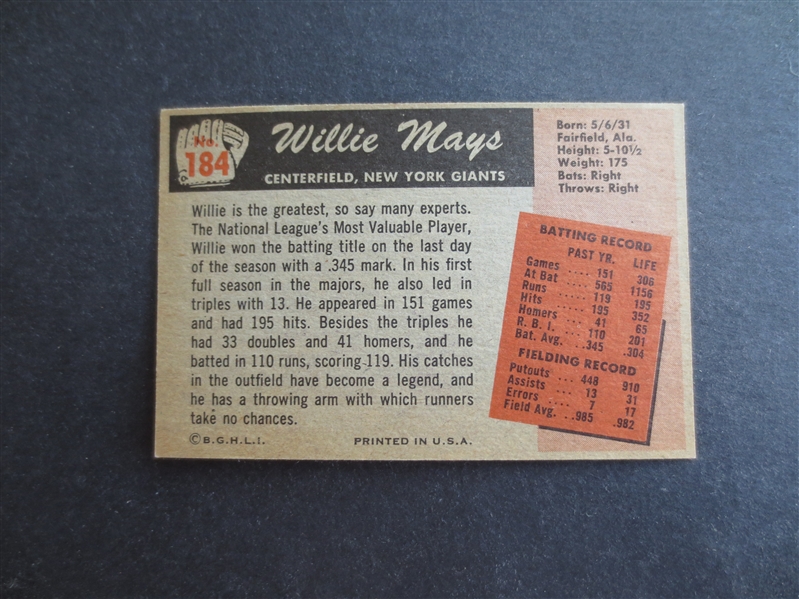 No.
184
Willie Mays
CENTERFIELD, NEW YORK GIANTS
Born: 5/6/31
Fairfield, Ala.
Height: 5-10½
Weight: 175
Bats: Right
Throws: Right
Willie is the greatest, so say many experts.
The National League's Most Valuable Player,
Willie won the batting title on the last day
of the season with a .345 mark. In his first
full season in the majors, he also led in
triples with 13. He appeared in 151 games
and had 195 hits. Besides the triples he
had 33 doubles and 41 homers, and he
batted in 110 runs, scoring 119. His catches
in the outfield have become a legend, and
he has a throwing arm with which runners
take no chances.
BATTING RECORD
PAST YR. LIFE
Games .... 151 306
At Bat .... 565 1156
Runs .... 119 195
Hits .... 195 352
Homers ... 41 65
R. B. I. ... 110 201
Bat. Avg. . .345 .304
FIELDING RECORD
Putouts ... 448 910
Assists ... 13 31
Errors .... 7 17
Field Avg. . .985 .982
©B.G.H.L.I. PRINTED IN U.S.A.